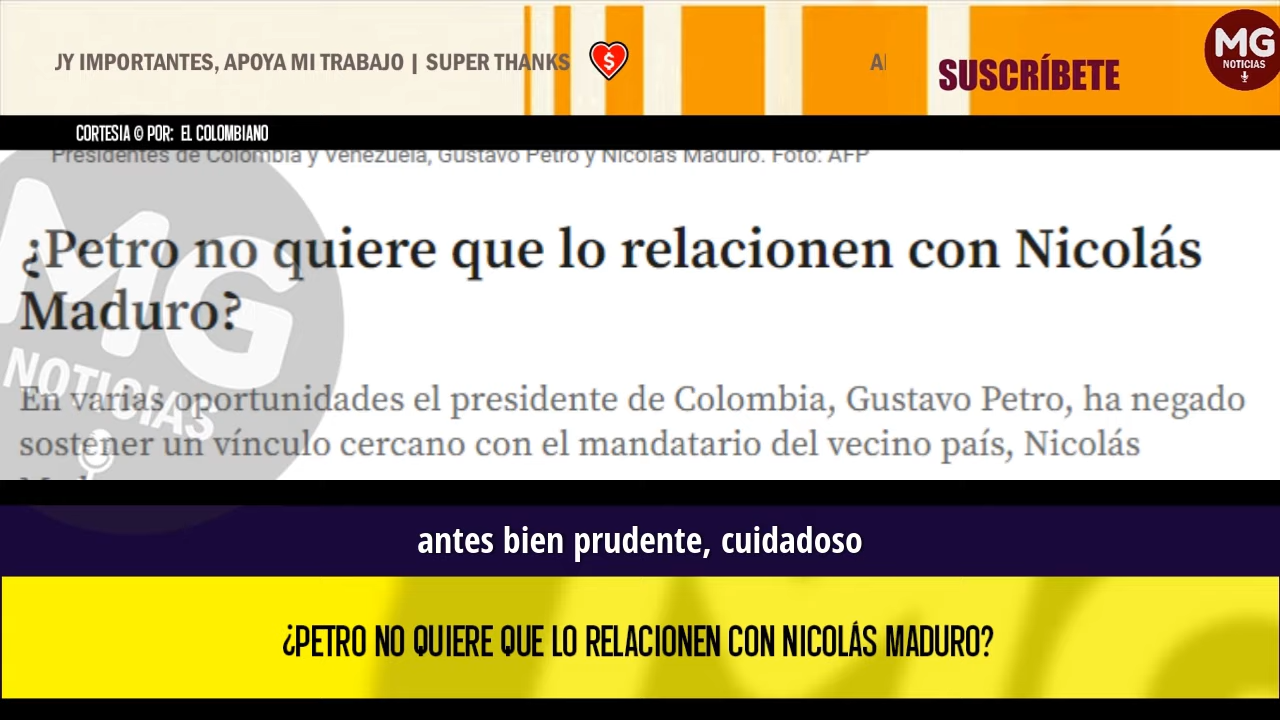 JY IMPORTANTES, APOYA MI TRABAJO | SUPER THANKS
SUSCRÍBETE
MG
NOTICIAS
CORTESIA © POR: EL COLOMBIANO
Presidentes de Colombia y Venezuela, Gustavo Petro y Nicolás Maduro. Foto: AFP
¿Petro no quiere que lo relacionen con Nicolás
Maduro?
MG
NOTICIAS
En varias oportunidades el presidente de Colombia, Gustavo Petro, ha negado
sostener un vínculo cercano con el mandatario del vecino país, Nicolás
antes bien prudente, cuidadoso
¿PETRO NO QUIERE QUE LO RELACIONEN CON NICOLÁS MADURO?